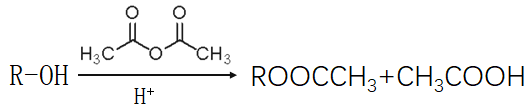 O O
H₃C O CH₃
R-OH ROOCCH₃+CH₃COOH
H⁺